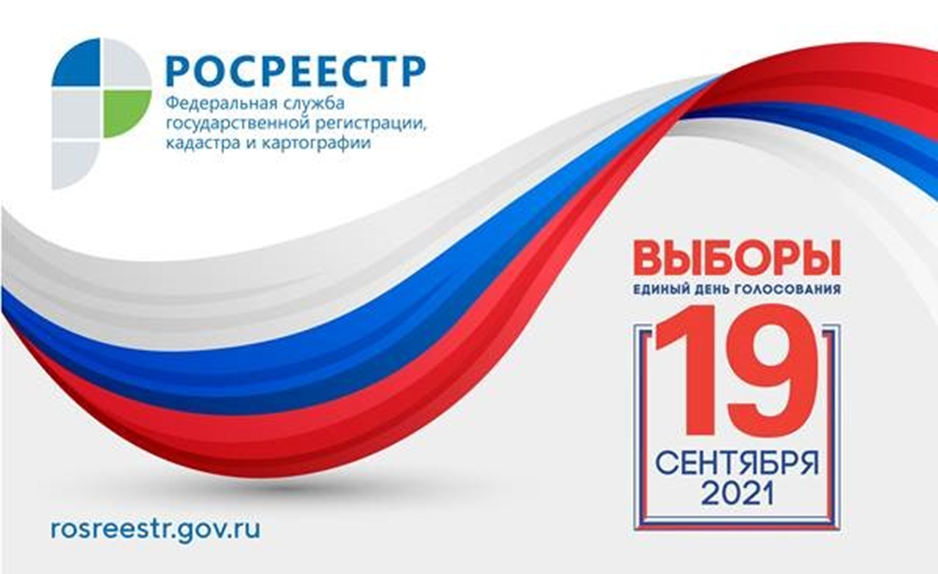 РОСРЕЕСТР
Федеральная служба
государственной регистрации,
кадастра и картографии
ВЫБОРЫ
ЕДИНЫЙ ДЕНЬ ГОЛОСОВАНИЯ
19
СЕНТЯБРЯ
2021
rosreestr.gov.ru